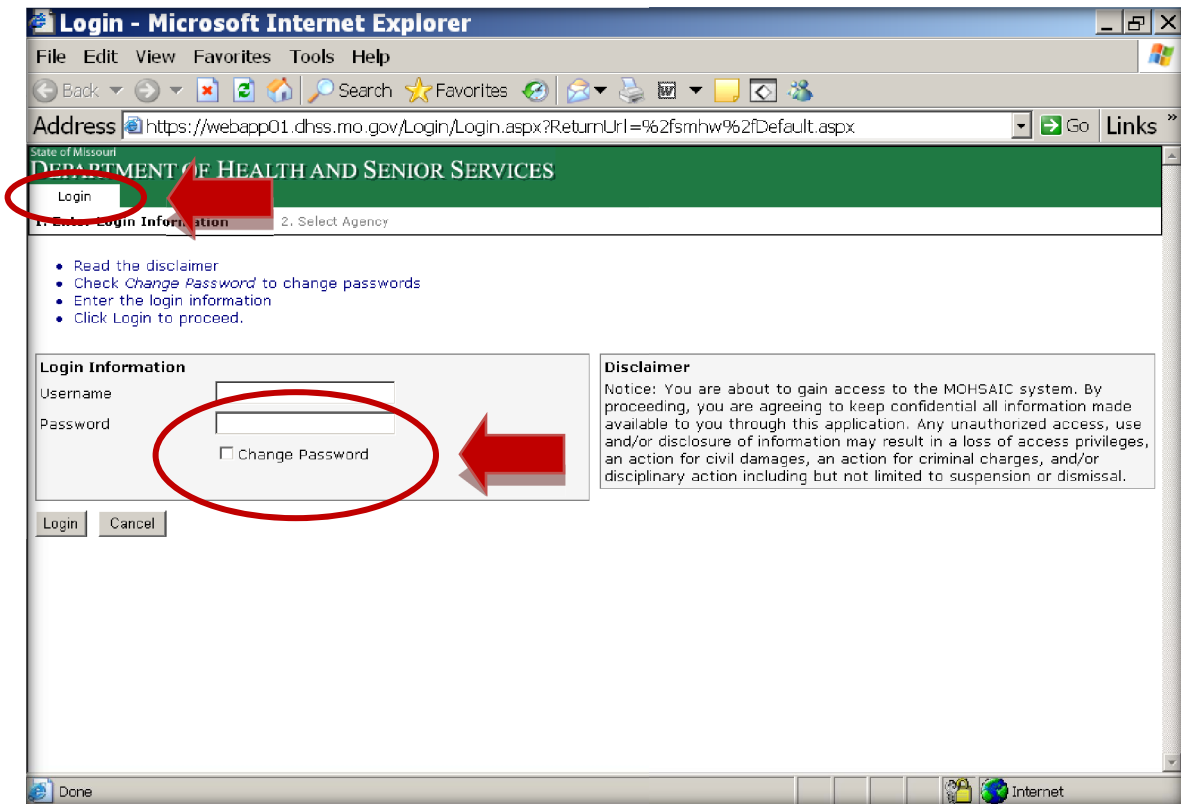 Login - Microsoft Internet Explorer
File Edit View Favorites Tools Help
Back Search Favorites
Address https://webapp01.dhss.mo.gov/Login/Login.aspx?ReturnUrl=%2fsmhw%2fDefault.aspx Go Links »
State of Missouri
DEPARTMENT OF HEALTH AND SENIOR SERVICES
Login
1. Enter Login Information 2. Select Agency
• Read the disclaimer
• Check Change Password to change passwords
• Enter the login information
• Click Login to proceed.
Login Information
Username
Password
Change Password
Login Cancel
Disclaimer
Notice: You are about to gain access to the MOHSAIC system. By
proceeding, you are agreeing to keep confidential all information made
available to you through this application. Any unauthorized access, use
and/or disclosure of information may result in a loss of access privileges,
an action for civil damages, an action for criminal charges, and/or
disciplinary action including but not limited to suspension or dismissal.
Done Internet